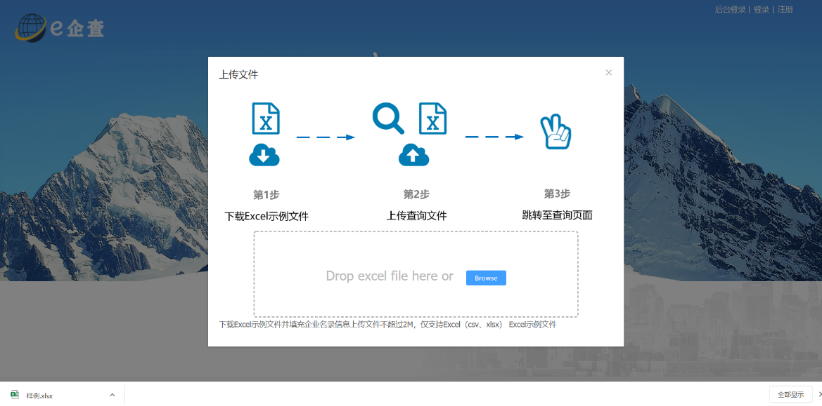 后台登录 | 登录 | 注册
e企查
上传文件
×
X
X
第1步
第2步
第3步
下载Excel示例文件
上传查询文件
跳转至查询页面
Drop excel file here or
Browse
下载Excel示例文件并填充企业名录信息上传文件不超过2M，仅支持Excel（csv、xlsx） Excel示例文件
样例.xlsx
全部显示